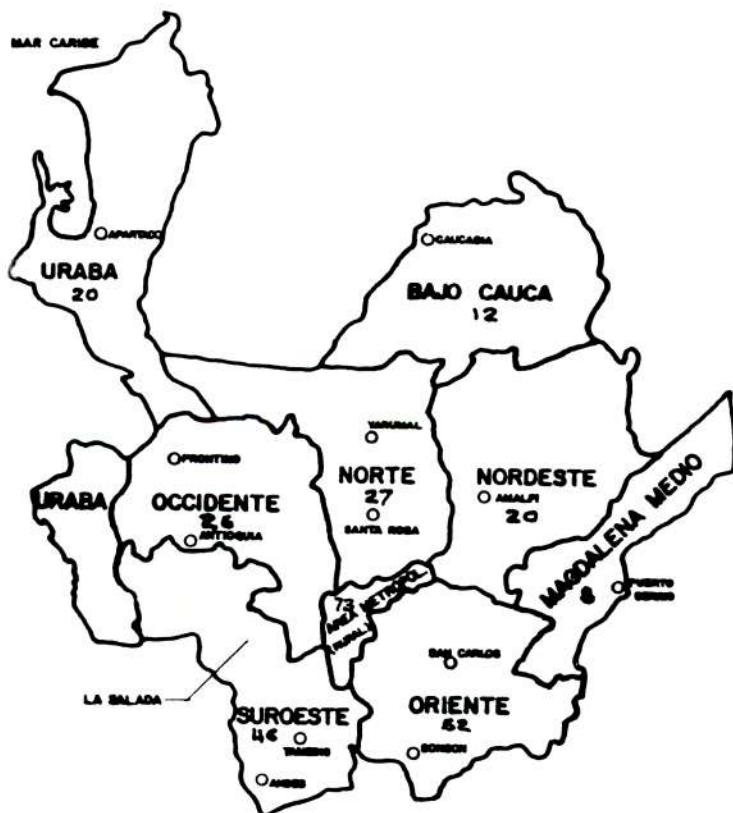 MAR CARIBE
APARTADO
URABA
20
CAUCASIA
BAJO CAUCA
12
YARUMAL
FRONTINO
NORTE
27
NORDESTE
URABA
OCCIDENTE
26
AMALFI
20
SANTA ROSA
ANTIOQUIA
MAGDALENA MEDIO
8
PUERTO
73
AREA METROPOL
(RURAL)
SAN CARLOS
LA SALADA
SUROESTE
46
ORIENTE
52
SONSON
ANDES